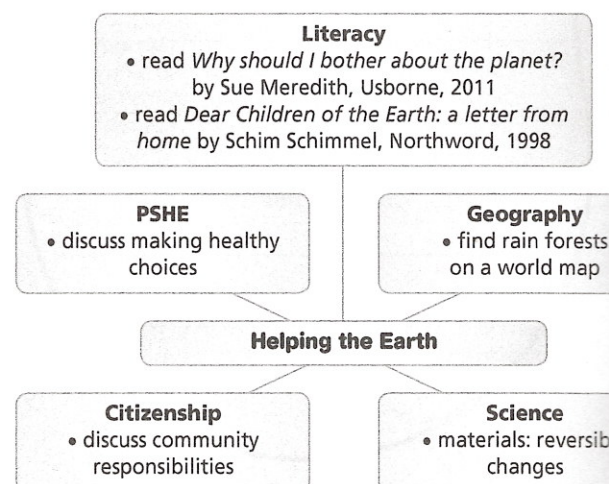 Literacy
• read Why should I bother about the planet?
by Sue Meredith, Usborne, 2011
• read Dear Children of the Earth: a letter from
home by Schim Schimmel, Northword, 1998
PSHE
• discuss making healthy
choices
Geography
• find rain forests
on a world map
Helping the Earth
Citizenship
• discuss community
responsibilities
Science
• materials: reversib
changes